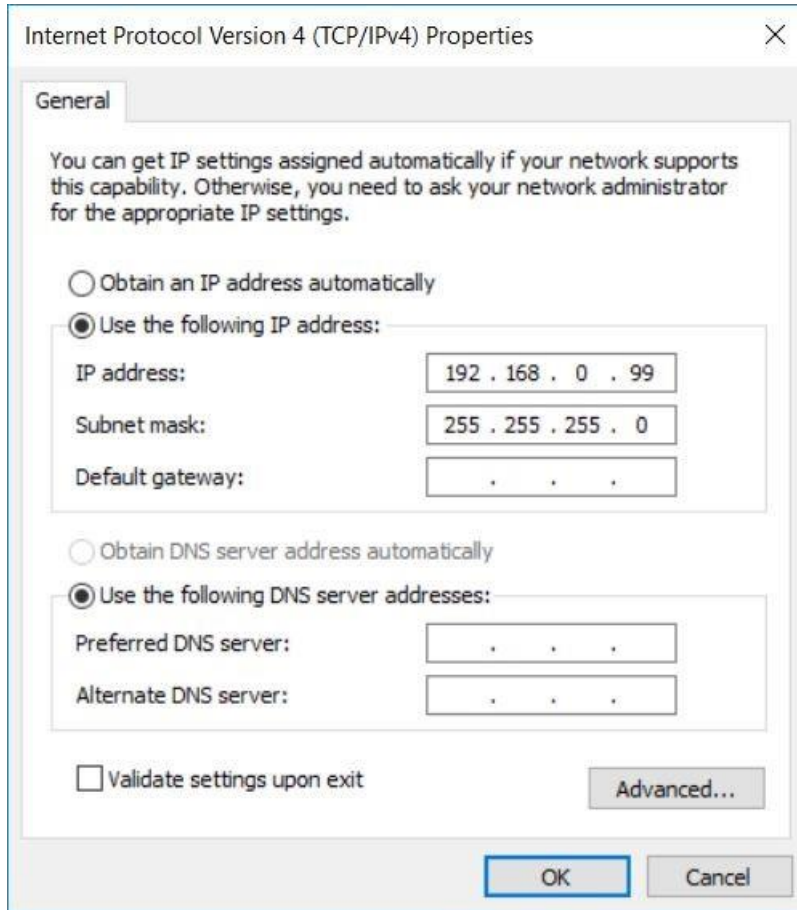 Internet Protocol Version 4 (TCP/IPv4) Properties
General
You can get IP settings assigned automatically if your network supports
this capability. Otherwise, you need to ask your network administrator
for the appropriate IP settings.
Obtain an IP address automatically
Use the following IP address:
IP address: 192 . 168 . 0 . 99
Subnet mask: 255 . 255 . 255 . 0
Default gateway: . . .
Obtain DNS server address automatically
Use the following DNS server addresses:
Preferred DNS server: . . .
Alternate DNS server: . . .
Validate settings upon exit
Advanced...
OK Cancel